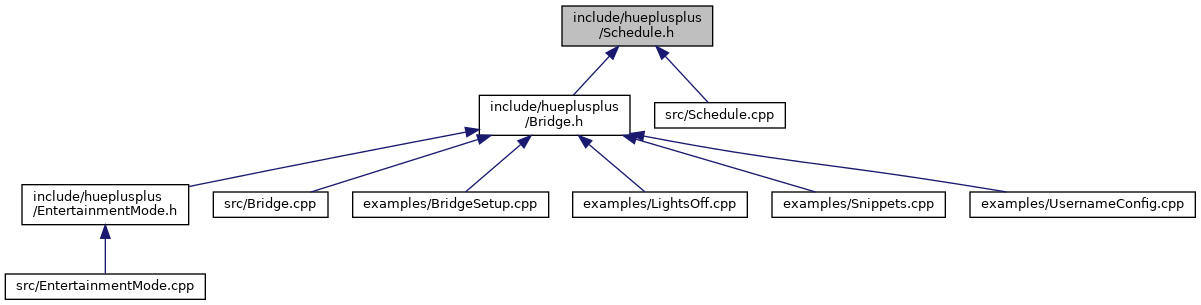 include/hueplusplus
/Schedule.h
include/hueplusplus
/Bridge.h
src/Schedule.cpp
include/hueplusplus
/EntertainmentMode.h
src/Bridge.cpp
examples/BridgeSetup.cpp
examples/LightsOff.cpp
examples/Snippets.cpp
examples/UsernameConfig.cpp
src/EntertainmentMode.cpp